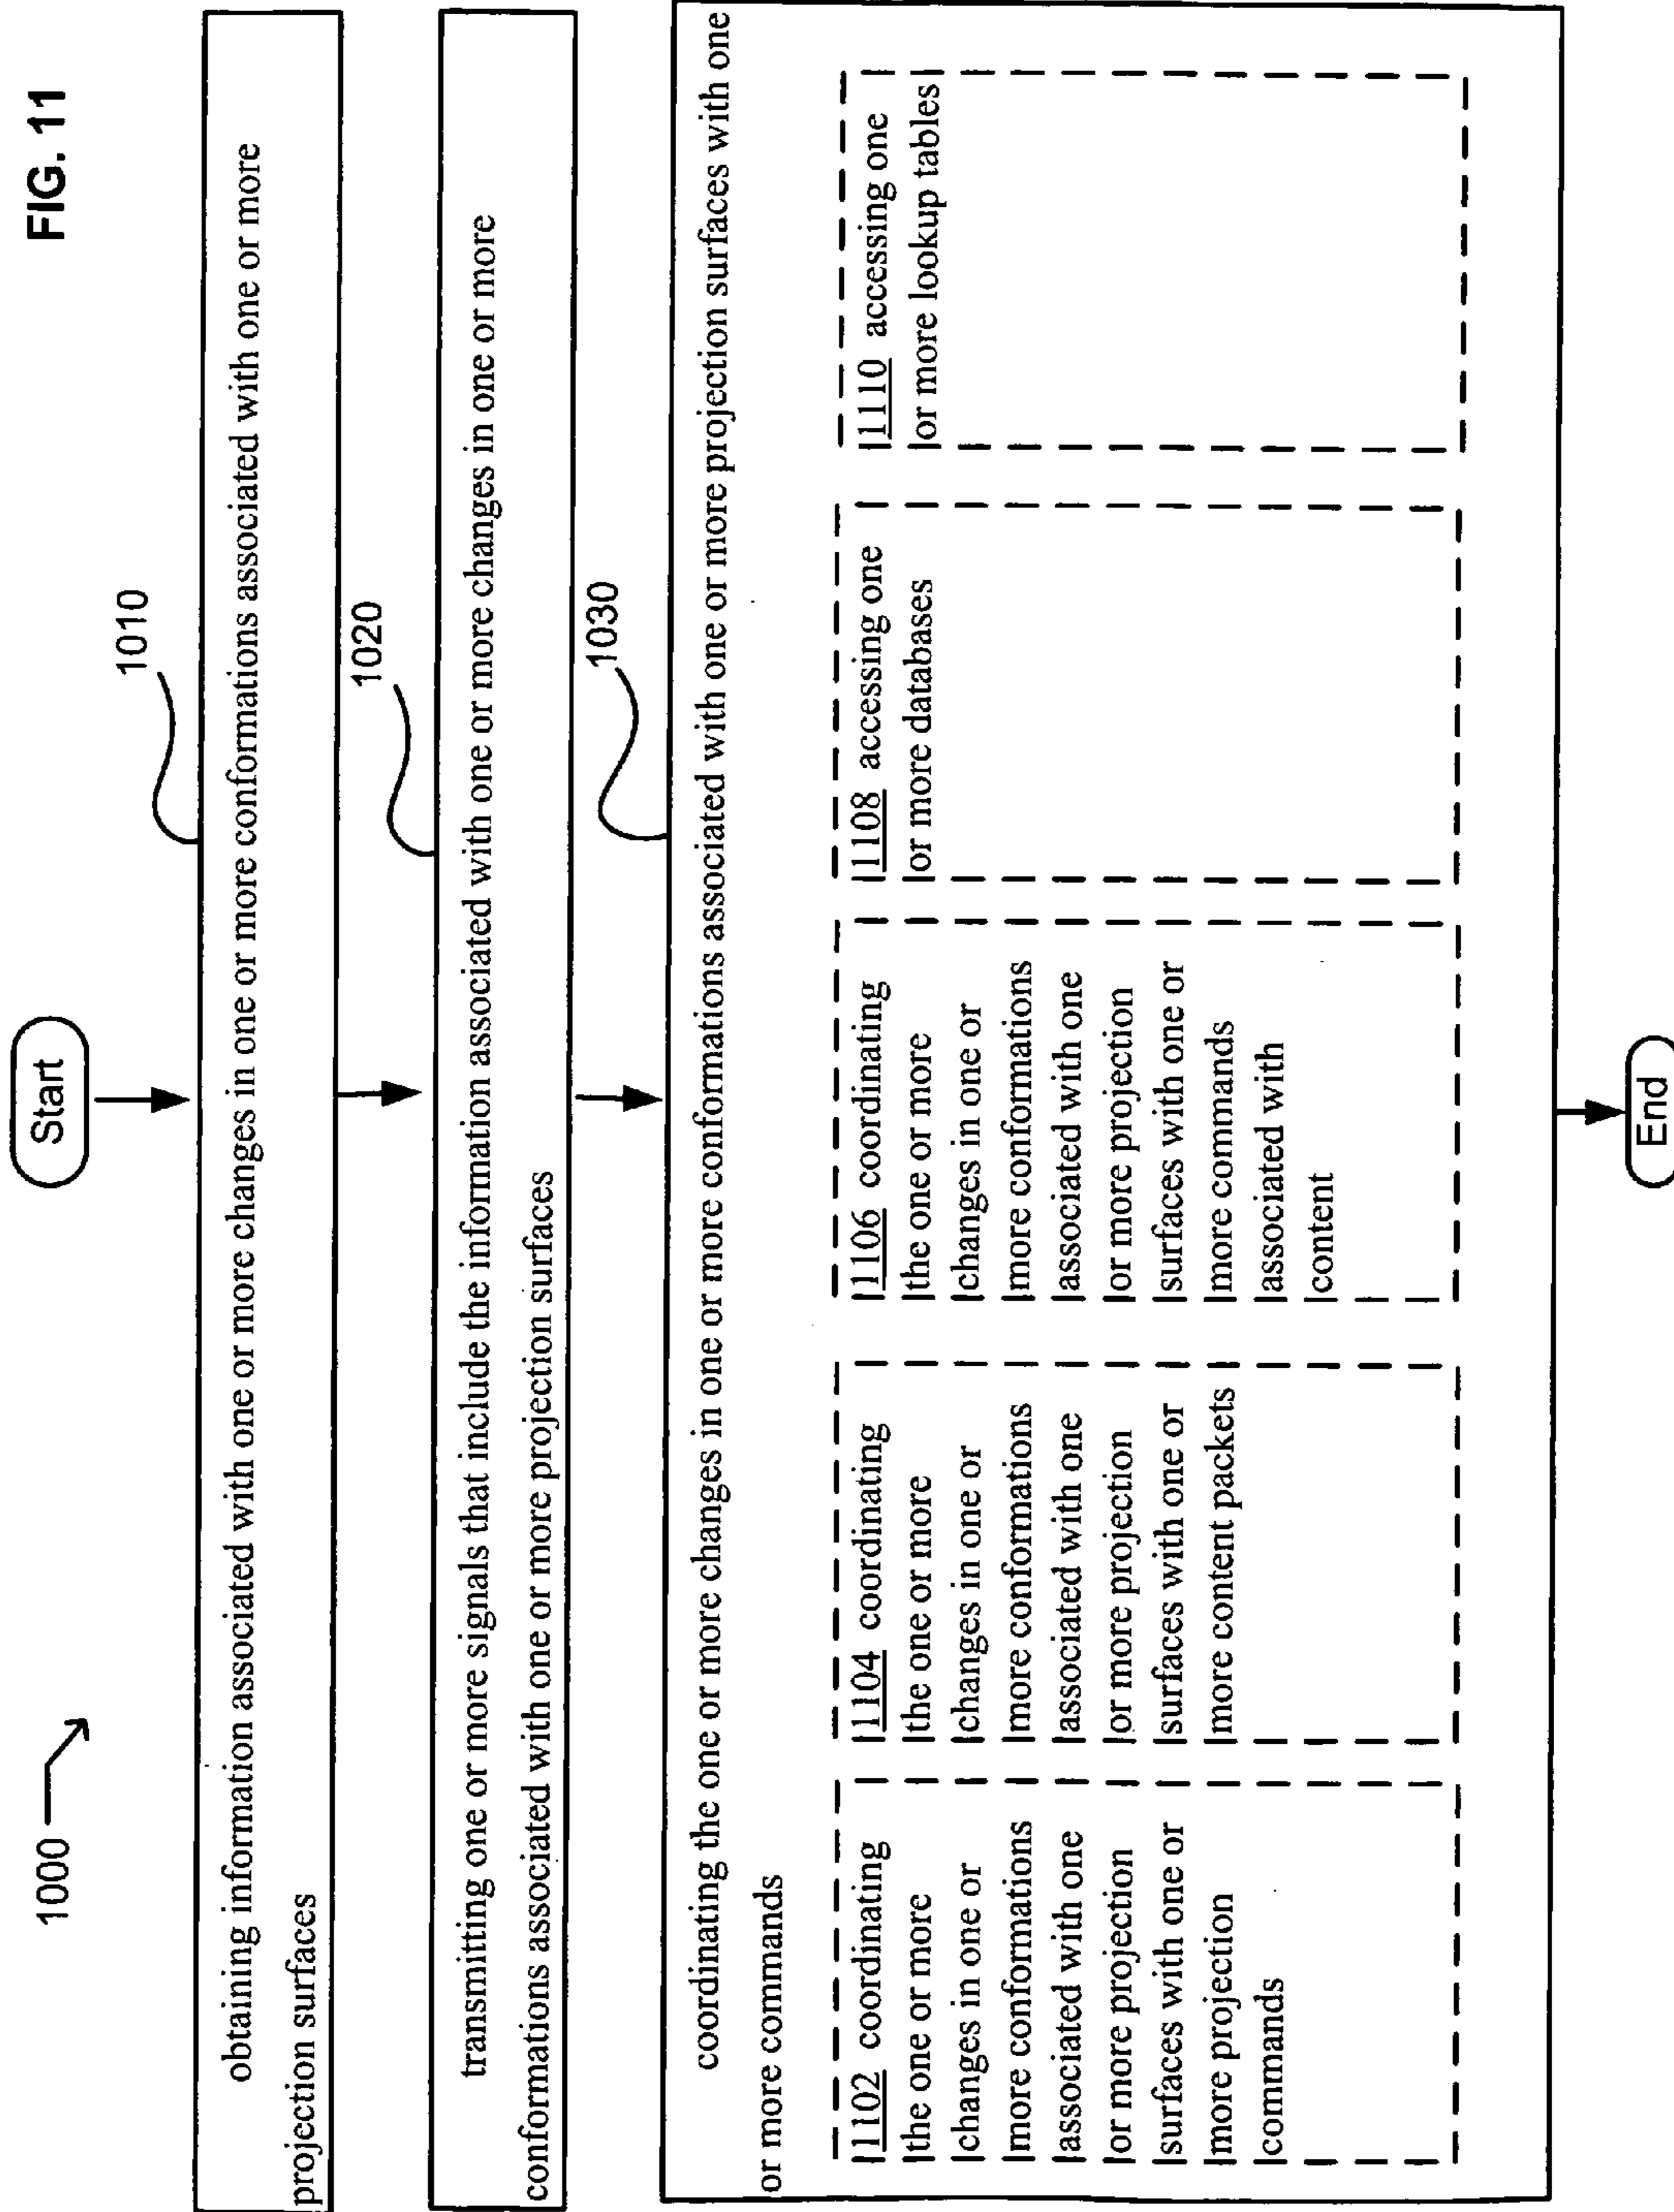 FIG. 11
1000
Start
1010
obtaining information associated with one or more changes in one or more conformations associated with one or more
projection surfaces
1020
transmitting one or more signals that include the information associated with one or more changes in one or more
conformations associated with one or more projection surfaces
1030
coordinating the one or more changes in one or more conformations associated with one or more projection surfaces with one
or more commands
1102 coordinating
the one or more
changes in one or
more conformations
associated with one
or more projection
surfaces with one or
more projection
commands
1104 coordinating
the one or more
changes in one or
more conformations
associated with one
or more projection
surfaces with one or
more content packets
1106 coordinating
the one or more
changes in one or
more conformations
associated with one
or more projection
surfaces with one or
more commands
associated with
content
1108 accessing one
or more databases
1110 accessing one
or more lookup tables
End